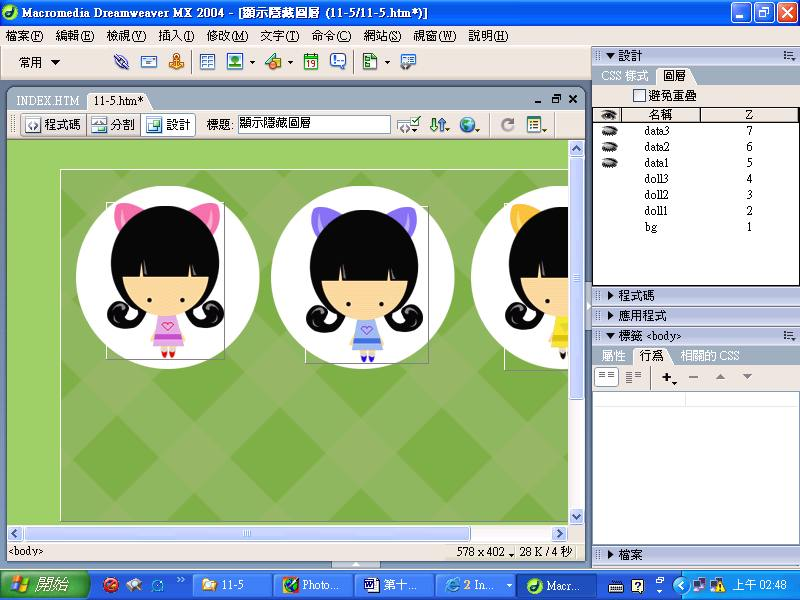 Macromedia Dreamweaver MX 2004 - [顯示隱藏圖層 (11-5/11-5.htm*)]
檔案(F) 編輯(E) 檢視(V) 插入(I) 修改(M) 文字(T) 命令(C) 網站(S) 視窗(W) 說明(H)
常用
19
INDEX.HTM 11-5.htm*
程式碼 分割 設計 標題: 顯示隱藏圖層
578 x 402 28 K / 4 秒
<body>
設計
CSS 樣式 圖層
避免重疊
名稱 Z
data3 7
data2 6
data1 5
doll3 4
doll2 3
doll1 2
bg 1
程式碼
應用程式
標籤 <body>
屬性 行為 相關的 CSS
檔案
開始 11-5 Photo... 第十... 2 In... Macr... 上午 02:48